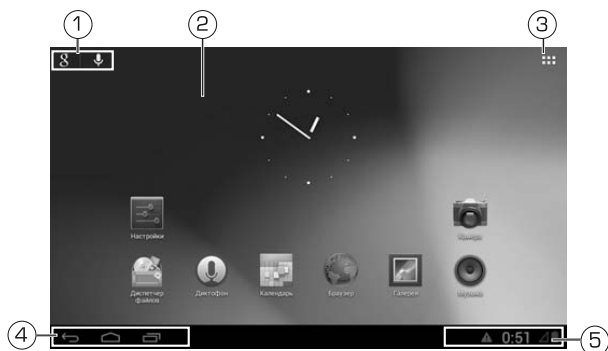 1
2
3
8
Настройки
Камера
Диспетчер
файлов
Диктофон
Календарь
Браузер
Галерея
Музыка
4
0:51
5